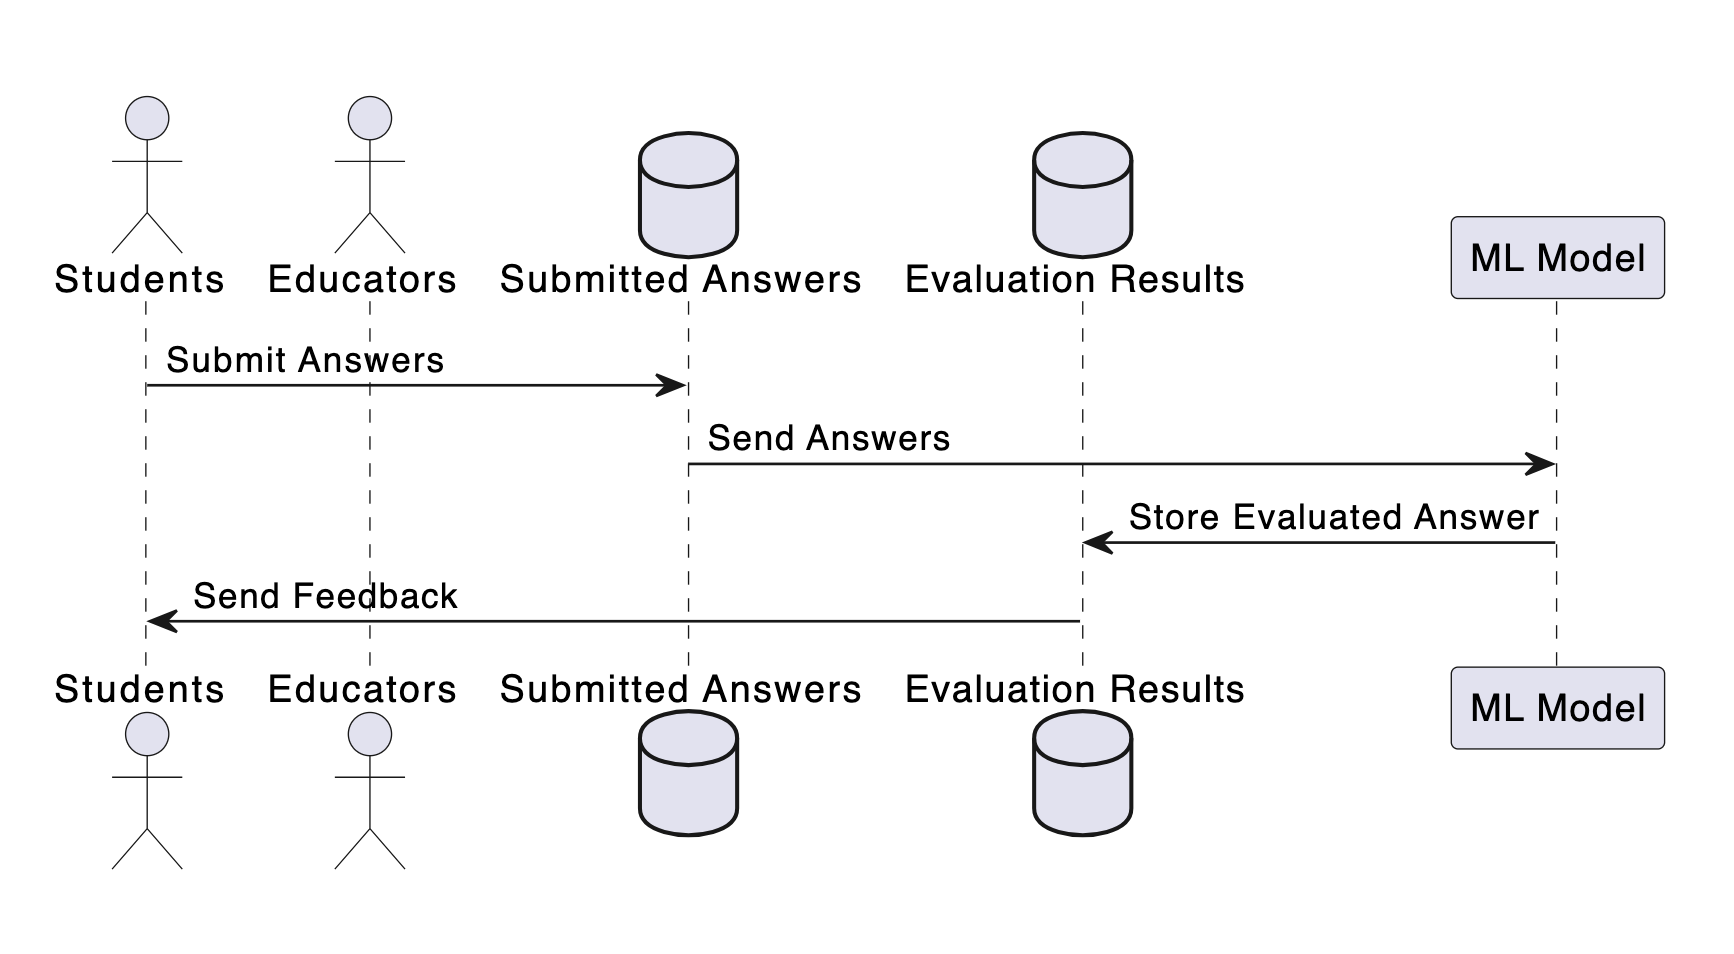 Students Educators Submitted Answers Evaluation Results ML Model
Submit Answers
Send Answers
Store Evaluated Answer
Send Feedback
Students Educators Submitted Answers Evaluation Results ML Model